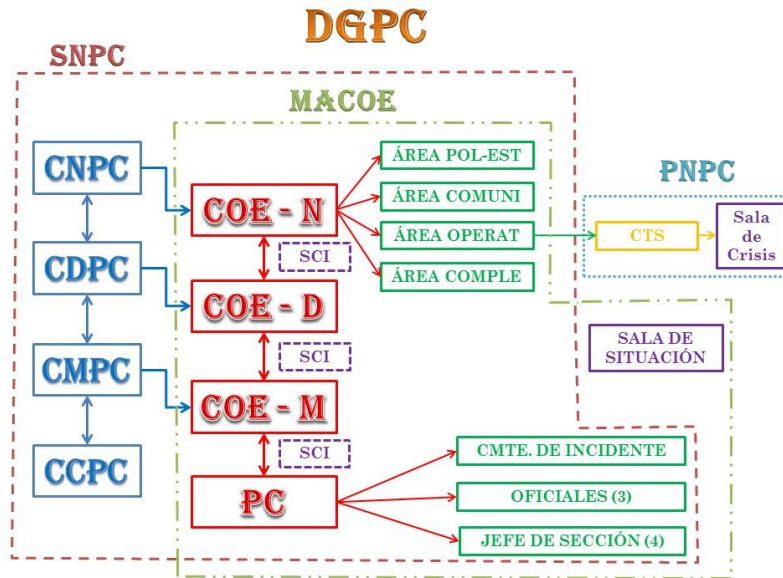 DGPC
SNPC
MACOE
PNPC
CNPC
CDPC
CMPC
CCPC
COE - N
SCI
COE - D
SCI
COE - M
SCI
PC
ÁREA POL-EST
ÁREA COMUNI
ÁREA OPERAT
ÁREA COMPLE
CTS
Sala
de
Crisis
SALA DE
SITUACIÓN
CMTE. DE INCIDENTE
OFICIALES (3)
JEFE DE SECCIÓN (4)